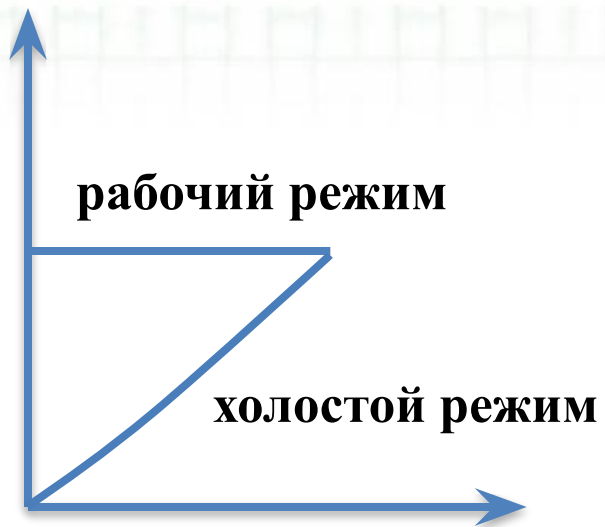 рабочий режим
холостой режим